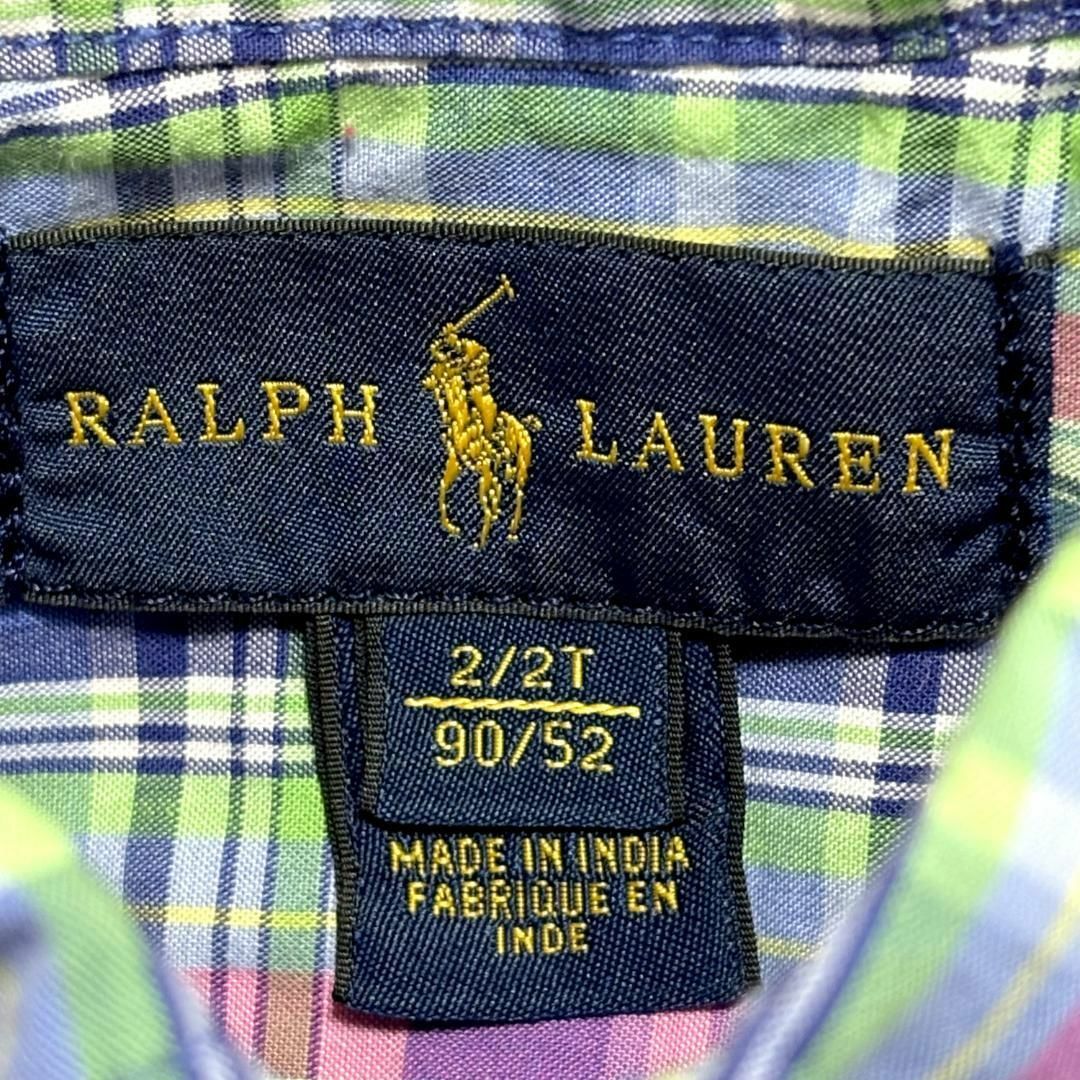 RALPH LAUREN
2/2T
90/52
MADE IN INDIA
FABRIQUE EN
INDE